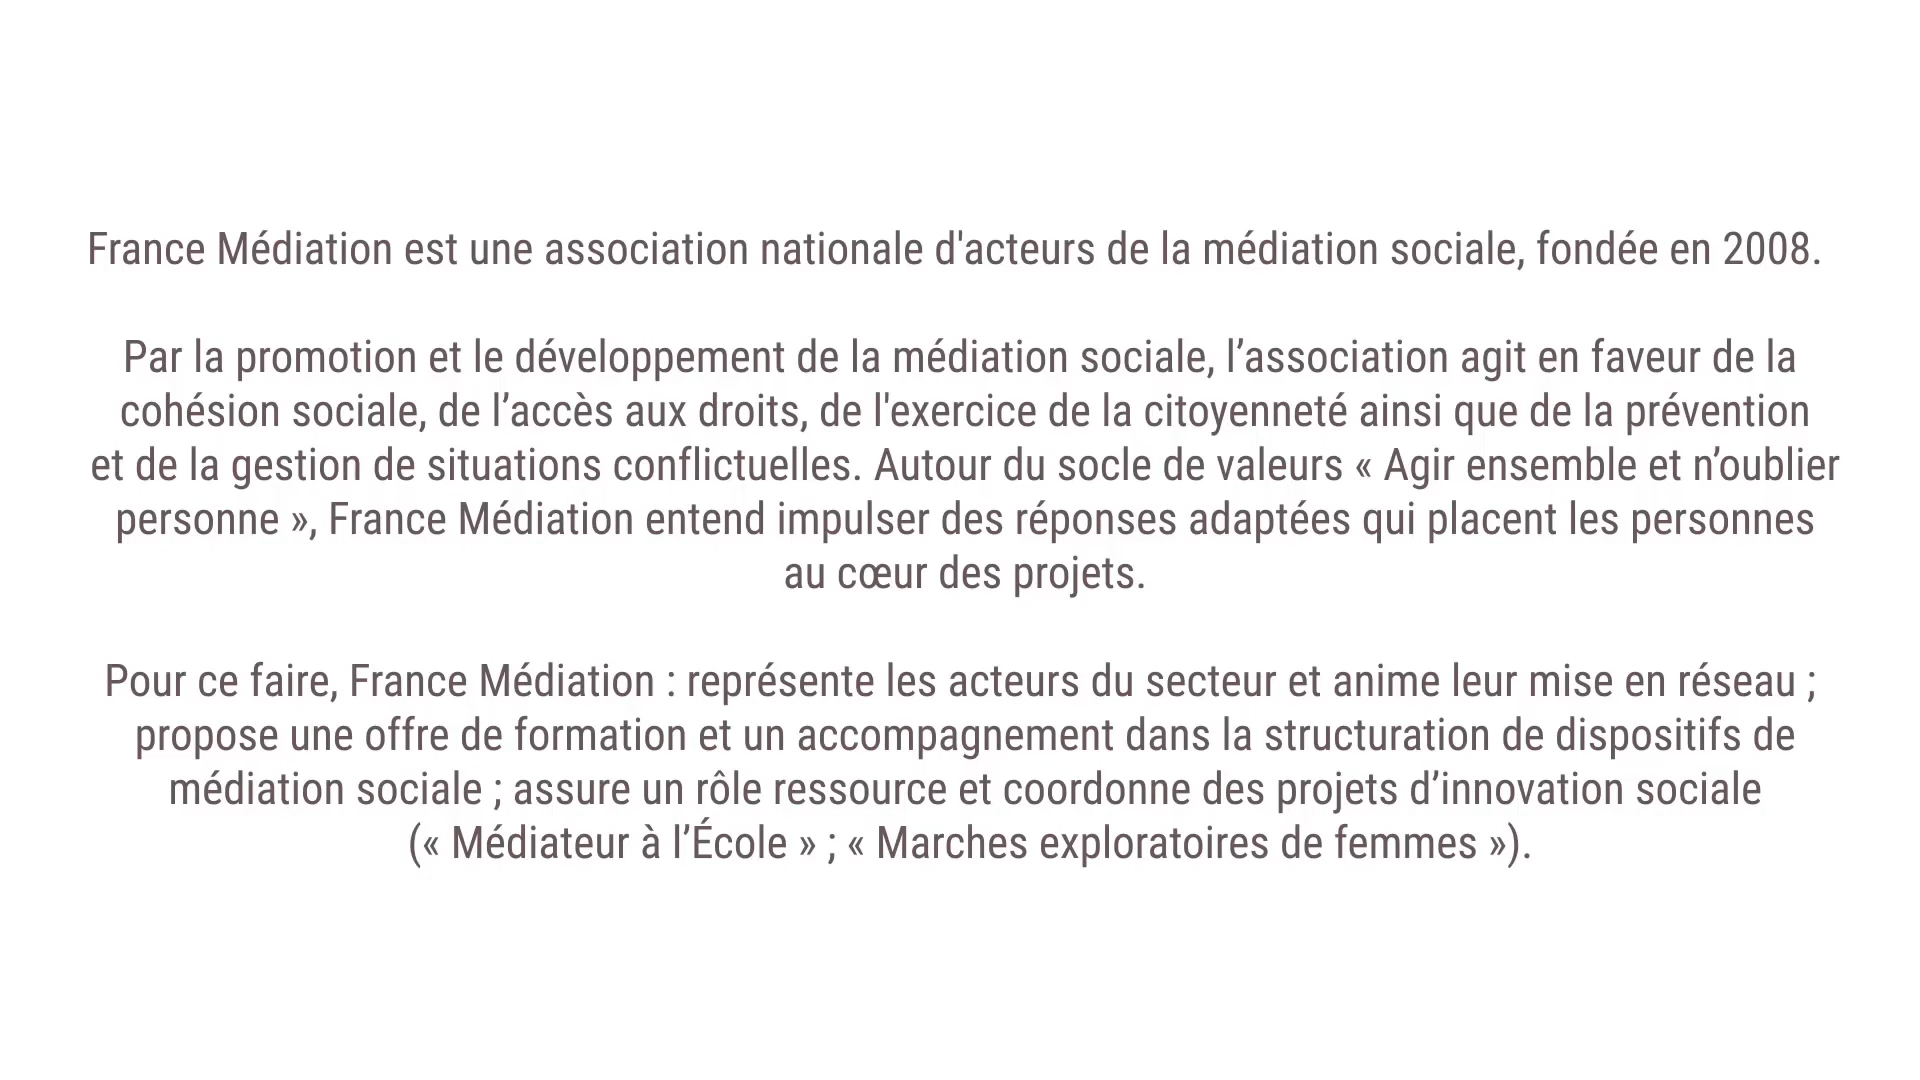 France Médiation est une association nationale d'acteurs de la médiation sociale, fondée en 2008.
Par la promotion et le développement de la médiation sociale, l’association agit en faveur de la
cohésion sociale, de l’accès aux droits, de l'exercice de la citoyenneté ainsi que de la prévention
et de la gestion de situations conflictuelles. Autour du socle de valeurs « Agir ensemble et n’oublier
personne », France Médiation entend impulser des réponses adaptées qui placent les personnes
au cœur des projets.
Pour ce faire, France Médiation : représente les acteurs du secteur et anime leur mise en réseau ;
propose une offre de formation et un accompagnement dans la structuration de dispositifs de
médiation sociale ; assure un rôle ressource et coordonne des projets d’innovation sociale
(« Médiateur à l’École » ; « Marches exploratoires de femmes »).